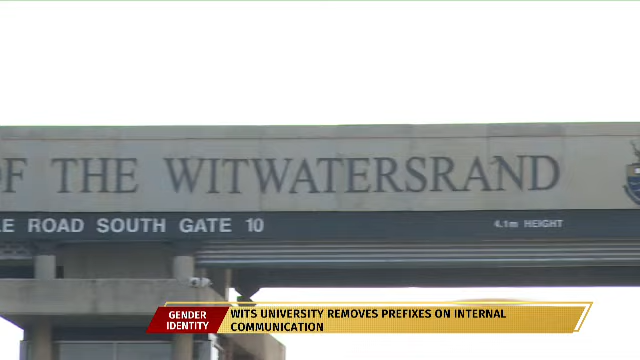 OF THE WITWATERSRAND
LE ROAD SOUTH GATE 10
4.1m HEIGHT
GENDER
IDENTITY
WITS UNIVERSITY REMOVES PREFIXES ON INTERNAL
COMMUNICATION